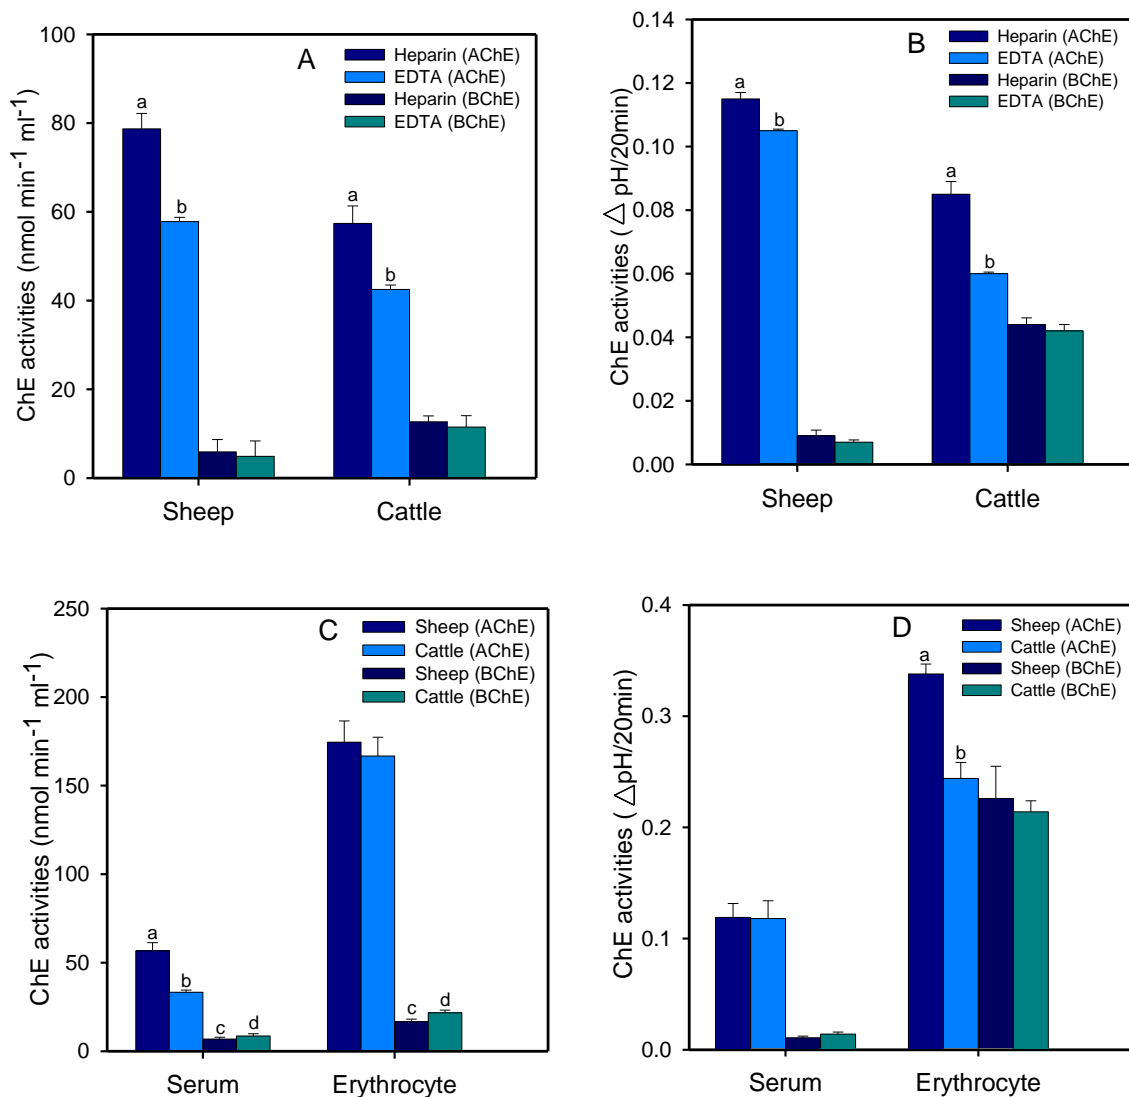 A
Heparin (AChE)
EDTA (AChE)
Heparin (BChE)
EDTA (BChE)
100
80
60
40
20
0
ChE activities (nmol min⁻¹ ml⁻¹)
a
b
a
b
Sheep
Cattle
B
Heparin (AChE)
EDTA (AChE)
Heparin (BChE)
EDTA (BChE)
0.14
0.12
0.10
0.08
0.06
0.04
0.02
0.00
ChE activities (△ pH/20min)
a
b
a
b
Sheep
Cattle
C
Sheep (AChE)
Cattle (AChE)
Sheep (BChE)
Cattle (BChE)
250
200
150
100
50
0
ChE activities (nmol min⁻¹ ml⁻¹)
a
b
c
d
c
d
Serum
Erythrocyte
D
Sheep (AChE)
Cattle (AChE)
Sheep (BChE)
Cattle (BChE)
0.4
0.3
0.2
0.1
0.0
ChE activities (△pH/20min)
a
b
Serum
Erythrocyte